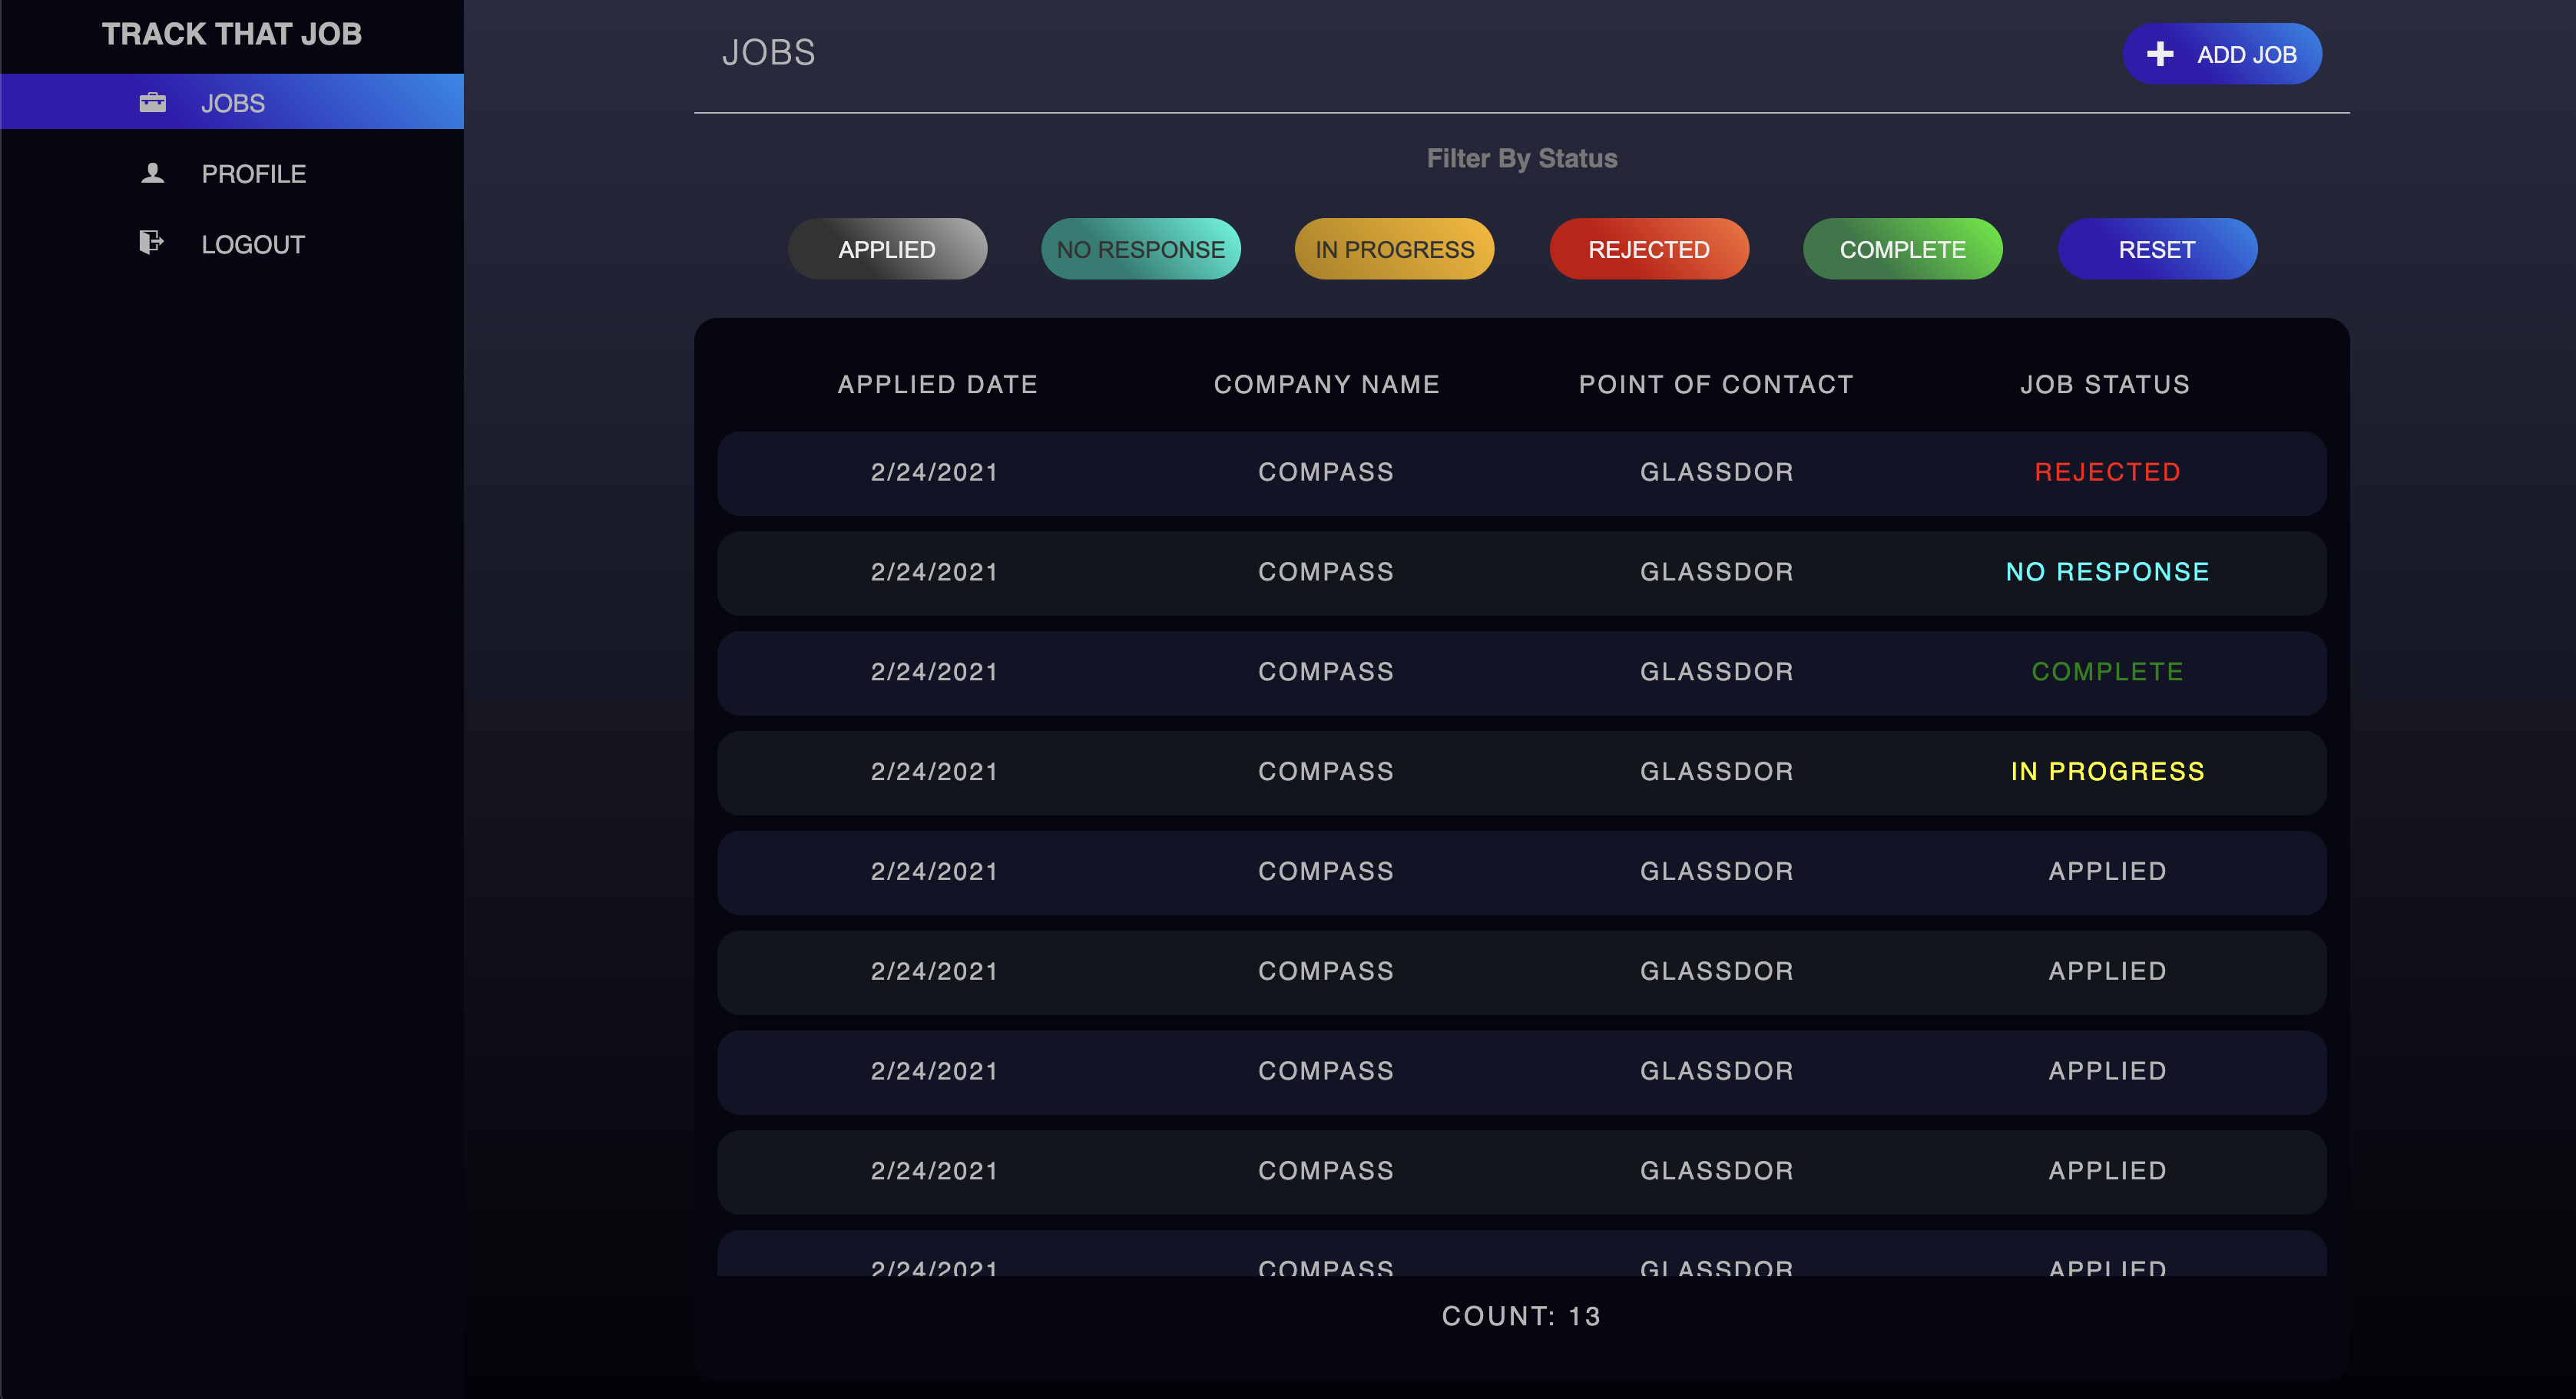 TRACK THAT JOB
JOBS
PROFILE
LOGOUT
JOBS
ADD JOB
Filter By Status
APPLIED NO RESPONSE IN PROGRESS REJECTED COMPLETE RESET
APPLIED DATE COMPANY NAME POINT OF CONTACT JOB STATUS
2/24/2021 COMPASS GLASSDOR REJECTED
2/24/2021 COMPASS GLASSDOR NO RESPONSE
2/24/2021 COMPASS GLASSDOR COMPLETE
2/24/2021 COMPASS GLASSDOR IN PROGRESS
2/24/2021 COMPASS GLASSDOR APPLIED
2/24/2021 COMPASS GLASSDOR APPLIED
2/24/2021 COMPASS GLASSDOR APPLIED
2/24/2021 COMPASS GLASSDOR APPLIED
2/24/2021 COMPASS GLASSDOR APPLIED
COUNT: 13